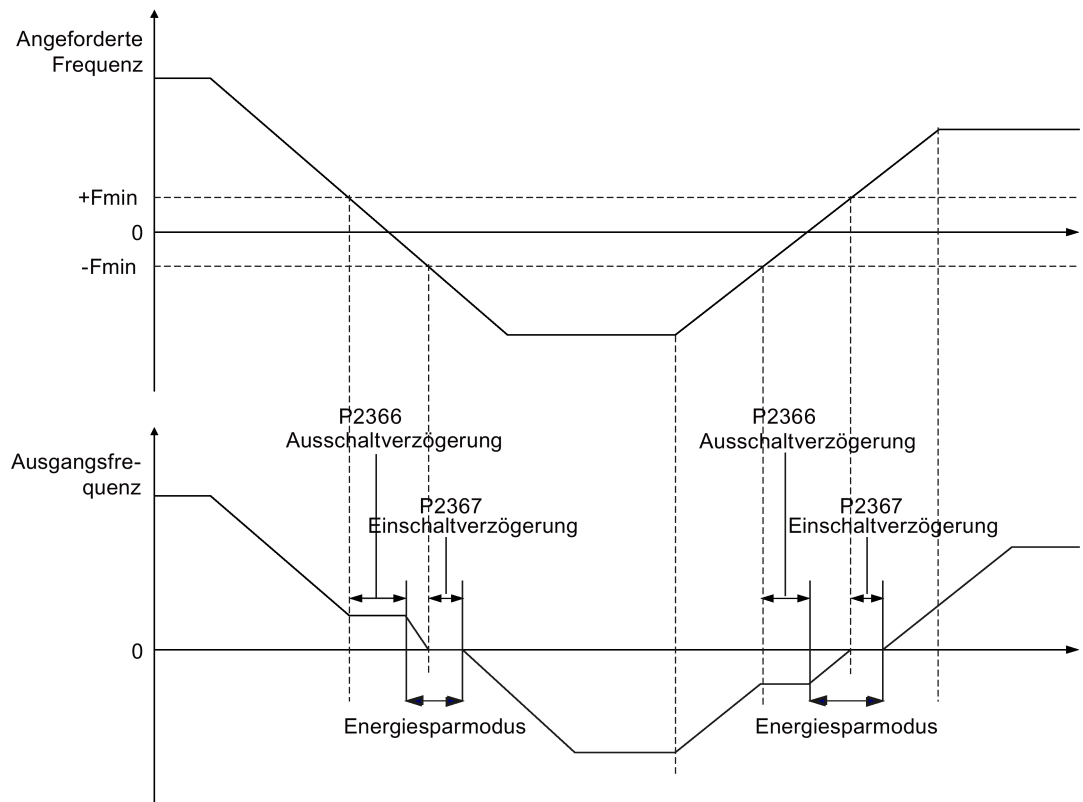 Angeforderte
Frequenz
+Fmin
0
-Fmin
P2366
Ausschaltverzögerung
P2366
Ausschaltverzögerung
Ausgangsfre-
quenz
P2367
Einschaltverzögerung
P2367
Einschaltverzögerung
0
Energiesparmodus
Energiesparmodus